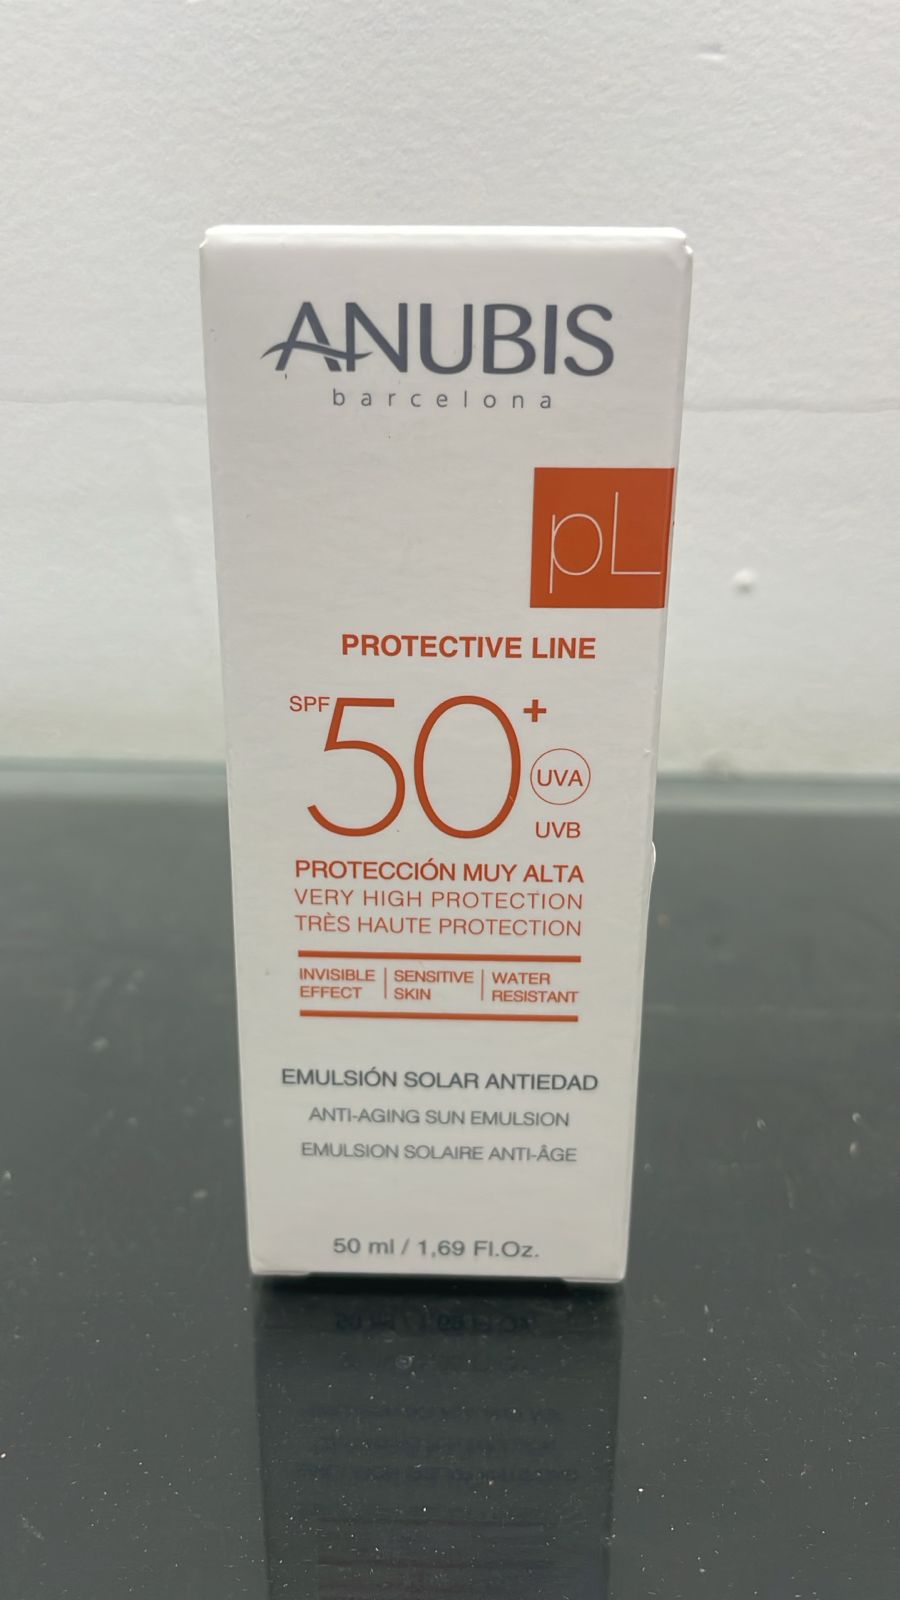 ANUBIS
barcelona
pL
PROTECTIVE LINE
SPF 50+
UVA
UVB
PROTECCIÓN MUY ALTA
VERY HIGH PROTECTION
TRÈS HAUTE PROTECTION
INVISIBLE EFFECT
SENSITIVE SKIN
WATER RESISTANT
EMULSIÓN SOLAR ANTIEDAD
ANTI-AGING SUN EMULSION
EMULSION SOLAIRE ANTI-ÂGE
50 ml / 1,69 Fl.Oz.